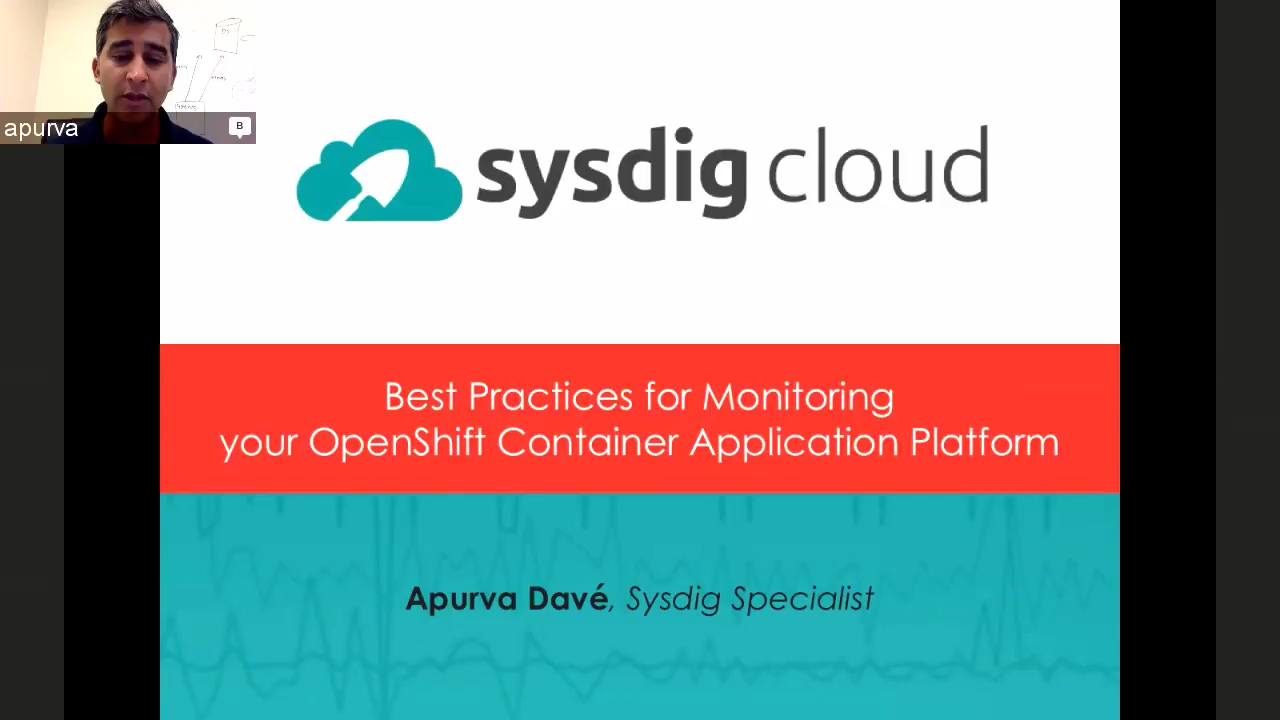 apurva
B
sysdig cloud
Best Practices for Monitoring
your OpenShift Container Application Platform
Apurva Davé, Sysdig Specialist